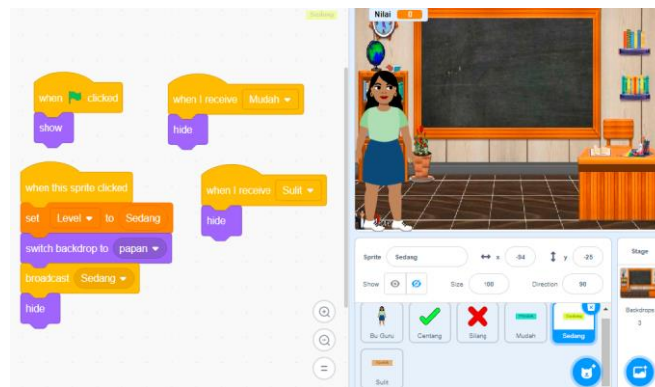 Sedang
Nilai 0
when clicked
show
when I receive Mudah
hide
when this sprite clicked
set Level to Sedang
switch backdrop to papan
broadcast Sedang
hide
when I receive Sulit
hide
Sprite Sedang x -94 y -25
Show Size 100 Direction 90
Stage
Backdrops
3
Bu Guru Centang Silang Mudah Sedang
Sulit